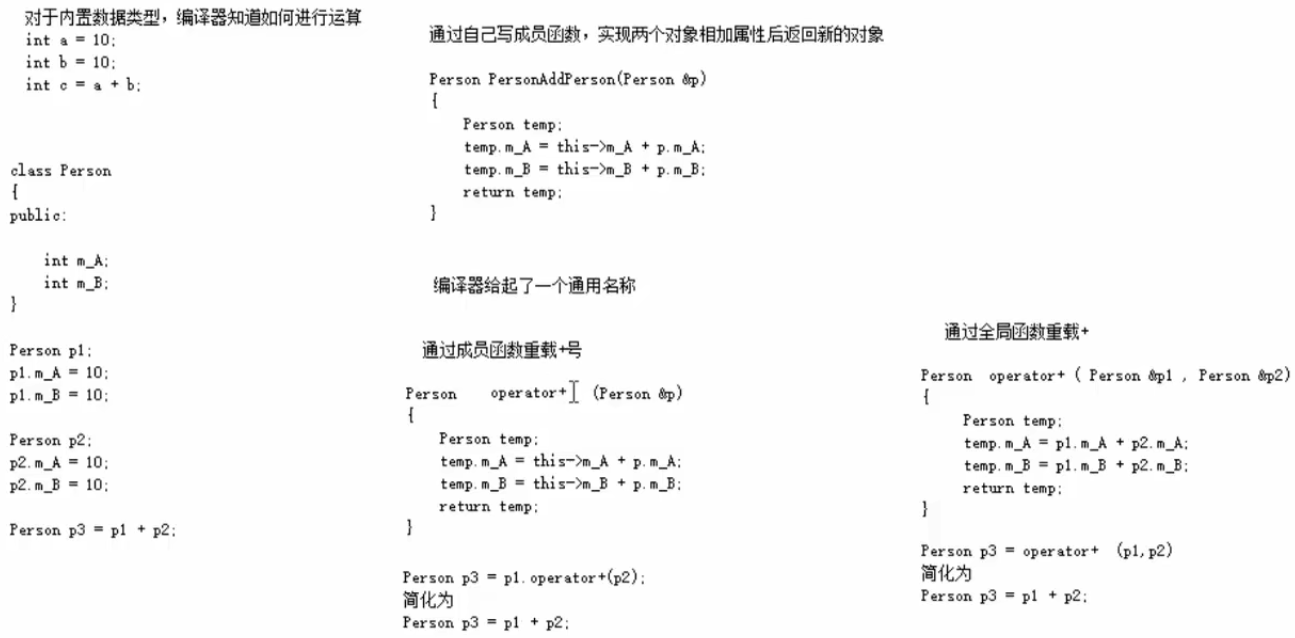 对于内置数据类型，编译器知道如何进行运算
int a = 10;
int b = 10;
int c = a + b;
class Person
{
public:
int m_A;
int m_B;
}
Person p1;
p1.m_A = 10;
p1.m_B = 10;
Person p2;
p2.m_A = 10;
p2.m_B = 10;
Person p3 = p1 + p2;
通过自己写成员函数，实现两个对象相加属性后返回新的对象
Person PersonAddPerson(Person &p)
{
Person temp;
temp.m_A = this->m_A + p.m_A;
temp.m_B = this->m_B + p.m_B;
return temp;
}
编译器给起了一个通用名称
通过成员函数重载+号
Person operator+ (Person &p)
{
Person temp;
temp.m_A = this->m_A + p.m_A;
temp.m_B = this->m_B + p.m_B;
return temp;
}
Person p3 = p1.operator+(p2);
简化为
Person p3 = p1 + p2;
通过全局函数重载+
Person operator+ ( Person &p1 , Person &p2)
{
Person temp;
temp.m_A = p1.m_A + p2.m_A;
temp.m_B = p1.m_B + p2.m_B;
return temp;
}
Person p3 = operator+ (p1,p2)
简化为
Person p3 = p1 + p2;